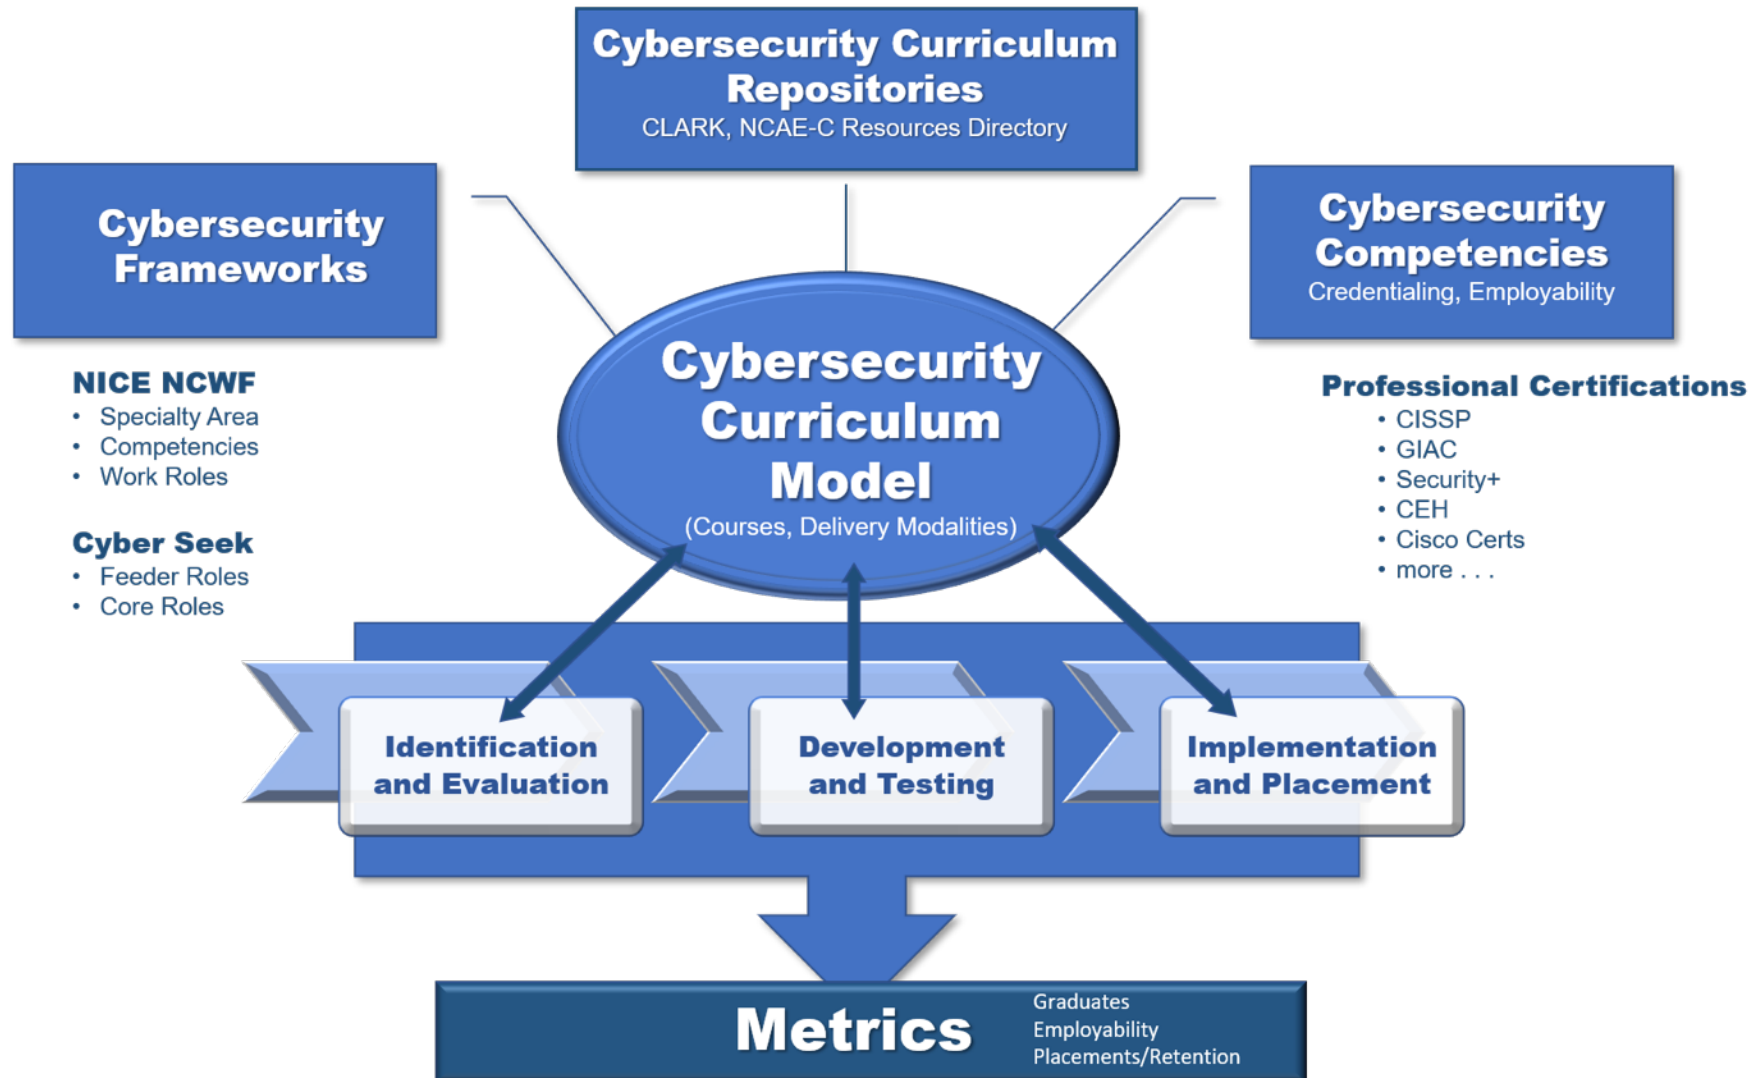 Cybersecurity Curriculum
Repositories
CLARK, NCAE-C Resources Directory
Cybersecurity
Frameworks
Cybersecurity
Competencies
Credentialing, Employability
NICE NCWF
• Specialty Area
• Competencies
• Work Roles
Cyber Seek
• Feeder Roles
• Core Roles
Cybersecurity
Curriculum
Model
(Courses, Delivery Modalities)
Professional Certifications
• CISSP
• GIAC
• Security+
• CEH
• Cisco Certs
• more . . .
Identification
and Evaluation
Development
and Testing
Implementation
and Placement
Metrics
Graduates
Employability
Placements/Retention